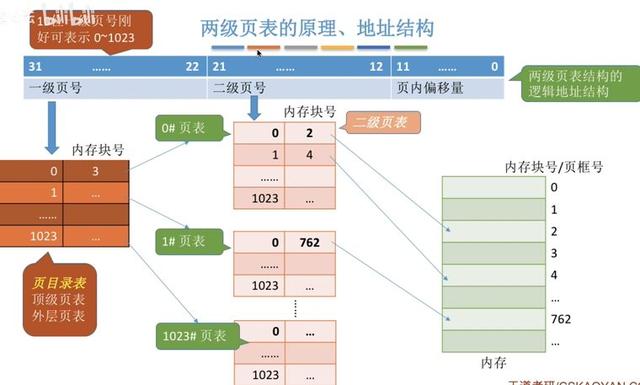 两级页表的原理、地址结构
级页号刚
好可表示 0~1023
31 …… 22 21 …… 12 11 …… 0
一级页号 二级页号 页内偏移量
两级页表结构的
逻辑地址结构
内存块号
0 3
1 …
……
1023 …
页目录表
顶级页表
外层页表
0# 页表
内存块号
二级页表
0 2
1 4
…… …
1023 …
1# 页表
0 762
…… …
1023 …
1023# 页表
0 …
…… …
1023 …
内存块号/页框号
0
1
2
3
4
...
762
内存